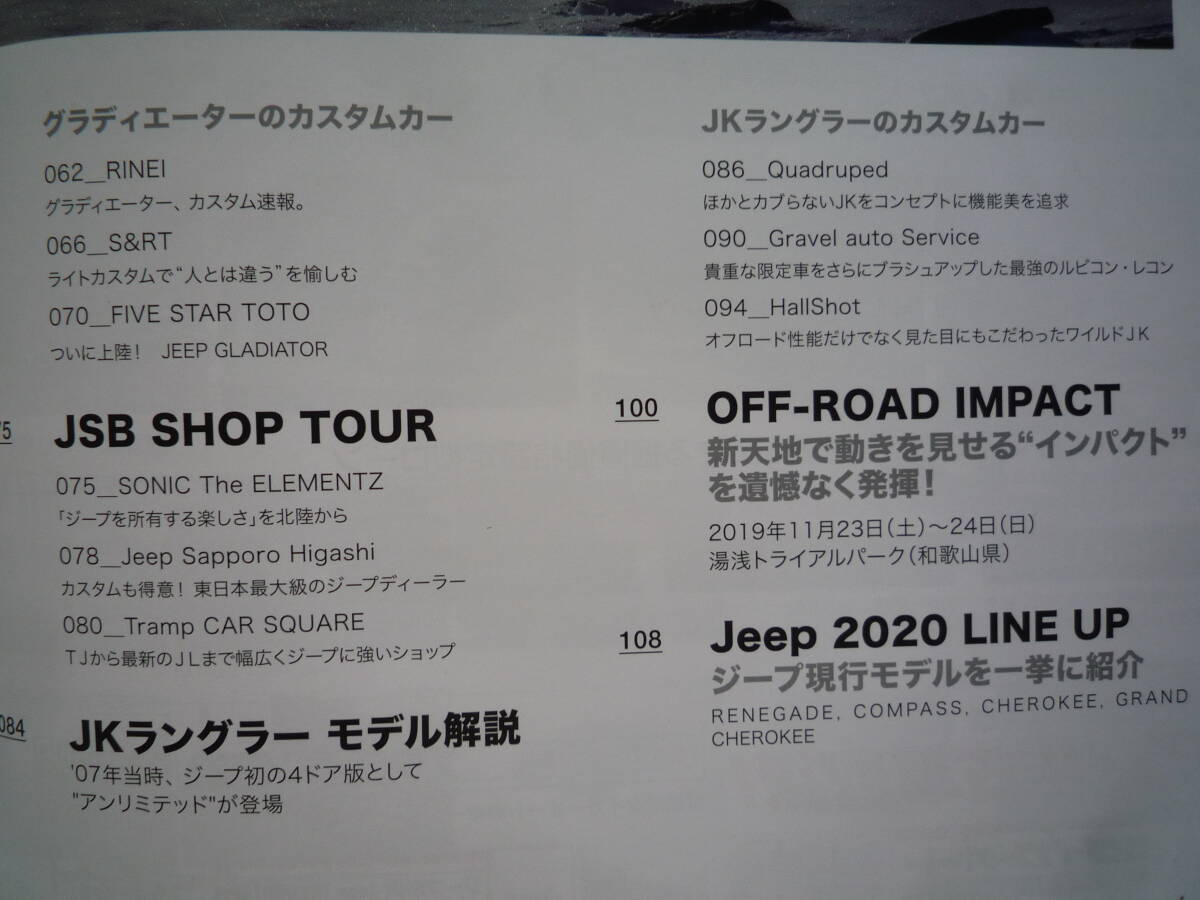 グラディエーターのカスタムカー
062__RINEI
グラディエーター、カスタム速報。
066__S&RT
ライトカスタムで“人とは違う”を愉しむ
070__FIVE STAR TOTO
ついに上陸！ JEEP GLADIATOR
JSB SHOP TOUR
075__SONIC The ELEMENTZ
「ジープを所有する楽しさ」を北陸から
078__Jeep Sapporo Higashi
カスタムも得意！東日本最大級のジープディーラー
080__Tramp CAR SQUARE
TJから最新のJLまで幅広くジープに強いショップ
084
JKラングラー モデル解説
'07年当時、ジープ初の4ドア版として
"アンリミテッド"が登場
JKラングラーのカスタムカー
086__Quadruped
ほかとカブらないJKをコンセプトに機能美を追求
090__Gravel auto Service
貴重な限定車をさらにブラシュアップした最強のルビコン・レコン
094__HallShot
オフロード性能だけでなく見た目にもこだわったワイルドJK
100
OFF-ROAD IMPACT
新天地で動きを見せる“インパクト”
を遺憾なく発揮！
2019年11月23日（土）〜24日（日）
湯浅トライアルパーク（和歌山県）
108
Jeep 2020 LINE UP
ジープ現行モデルを一挙に紹介
RENEGADE, COMPASS, CHEROKEE, GRAND
CHEROKEE